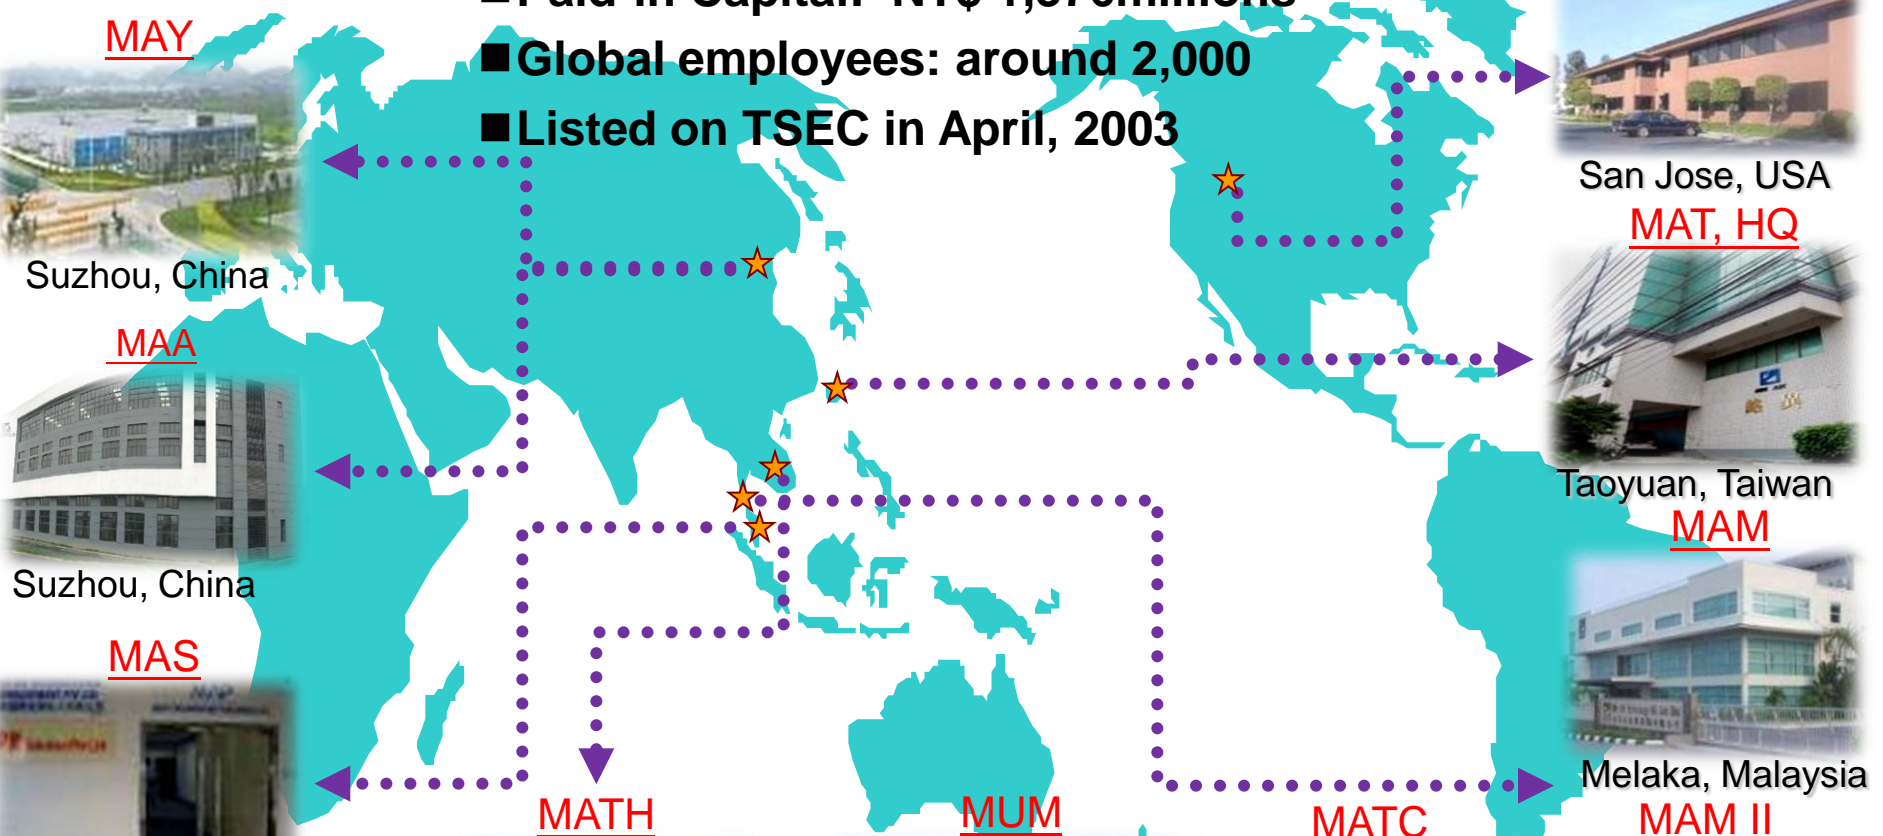 MAY
■Global employees: around 2,000
■Listed on TSEC in April, 2003
San Jose, USA
MAT, HQ
Suzhou, China
MAA
Taoyuan, Taiwan
MAM
Suzhou, China
MAS
Melaka, Malaysia
MATH
MUM
MATC
MAM II